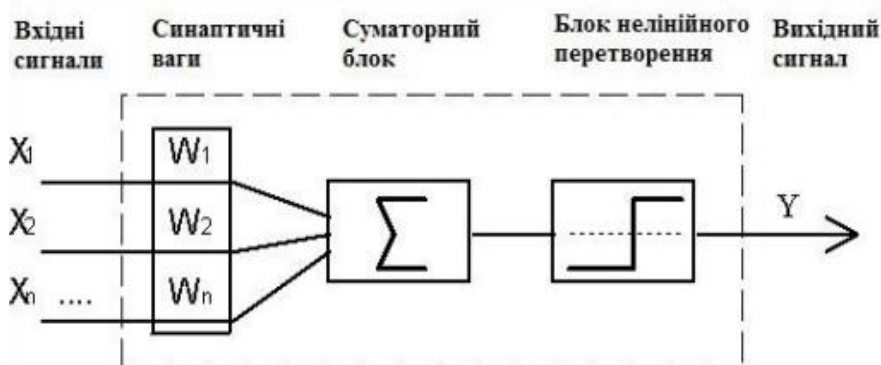 Вхідні сигнали
Синаптичні ваги
Суматорний блок
Блок нелінійного перетворення
Вихідний сигнал
X1
W1
X2
W2
Xn ....
Wn
Σ
Y